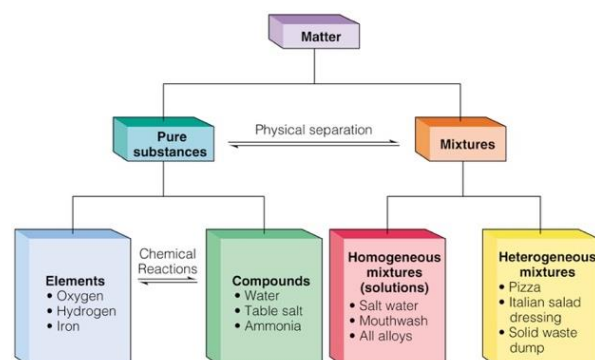 Matter
Pure
substances
Physical separation
Mixtures
Elements
• Oxygen
• Hydrogen
• Iron
Chemical
Reactions
Compounds
• Water
• Table salt
• Ammonia
Homogeneous
mixtures
(solutions)
• Salt water
• Mouthwash
• All alloys
Heterogeneous
mixtures
• Pizza
• Italian salad
dressing
• Solid waste
dump